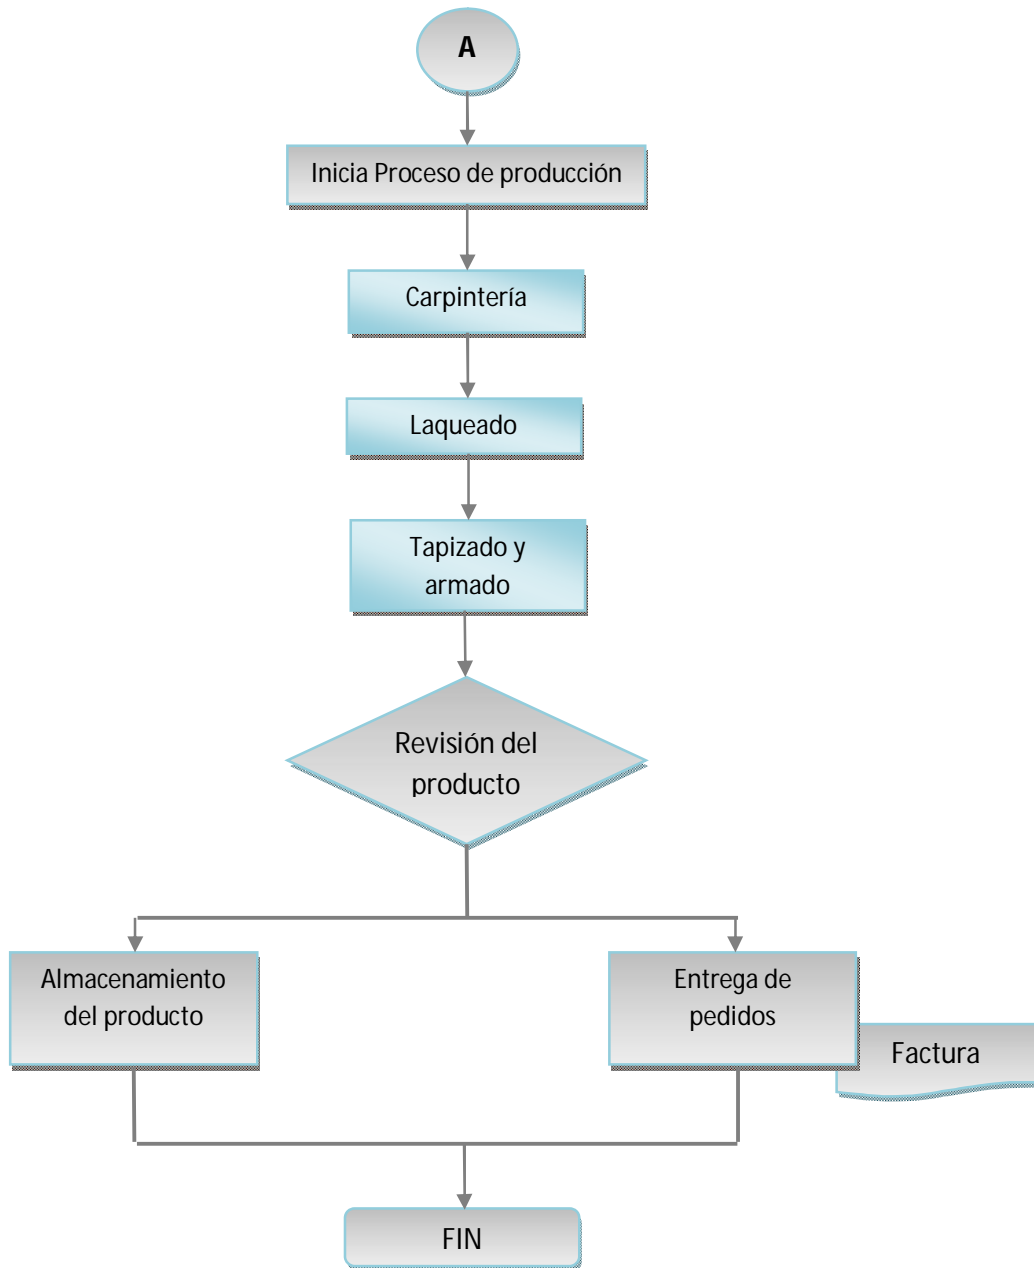 A
Inicia Proceso de producción
Carpintería
Laqueado
Tapizado y
armado
Revisión del
producto
Almacenamiento
del producto
Entrega de
pedidos
Factura
FIN